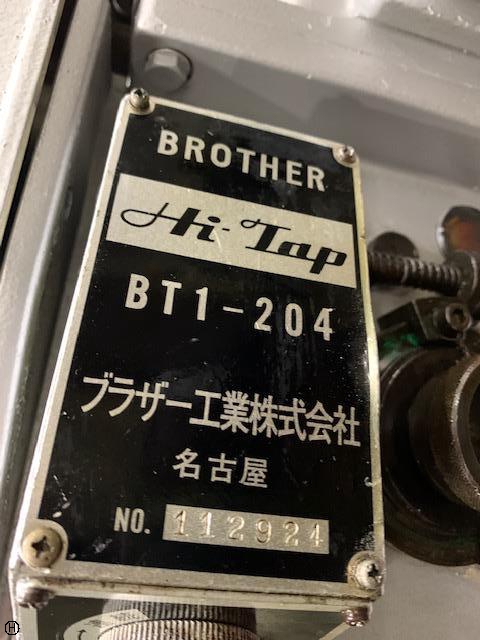 BROTHER
Hi-Tap
BT1-204
ブラザー工業株式会社
名古屋
NO. 112924